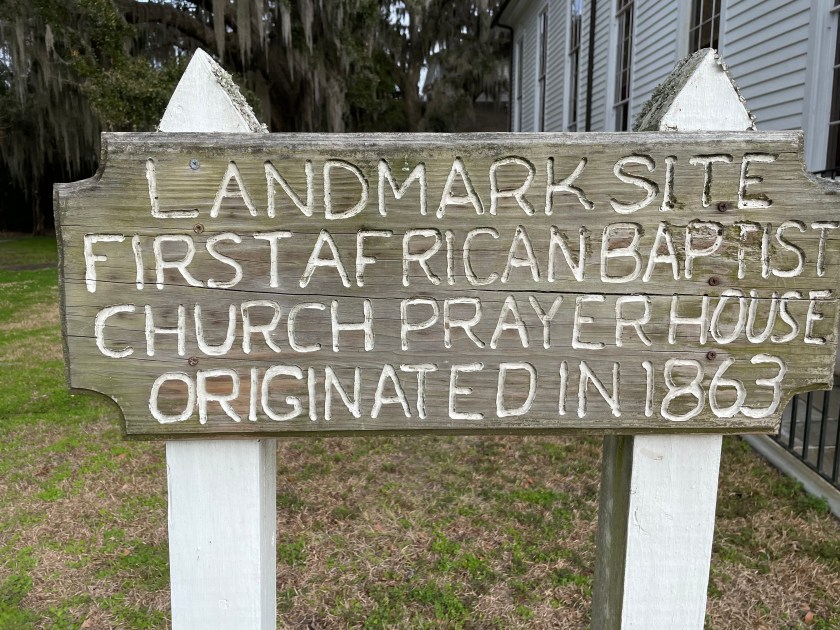 LANDMARK SITE
FIRST AFRICAN BAPTIST
CHURCH PRAYER HOUSE
ORIGINATED IN 1863